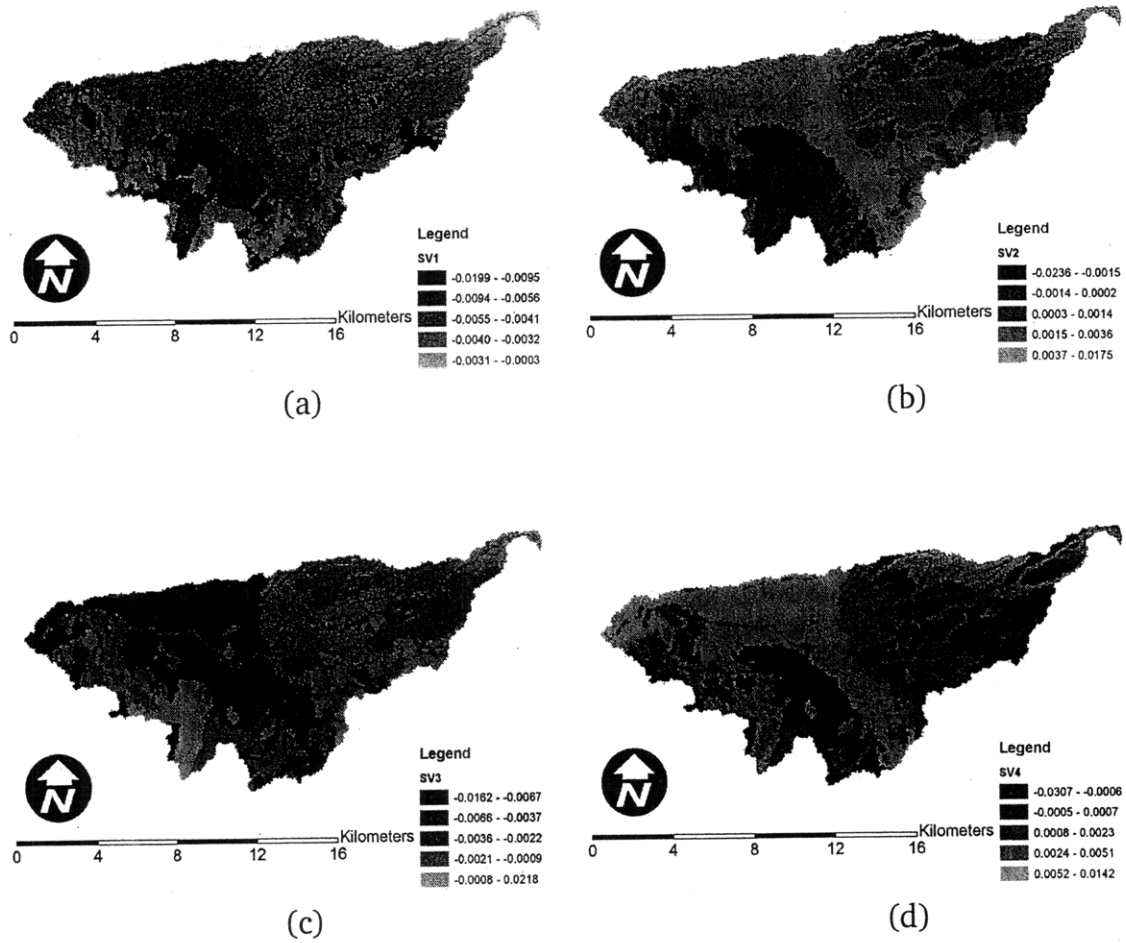 Legend
SV1
-0.0199 - -0.0095
-0.0094 - -0.0056
-0.0055 - -0.0041
-0.0040 - -0.0032
-0.0031 - -0.0003
N
Kilometers
0 4 8 12 16
(a)
Legend
SV2
-0.0236 - -0.0015
-0.0014 - 0.0002
0.0003 - 0.0014
0.0015 - 0.0036
0.0037 - 0.0175
N
Kilometers
0 4 8 12 16
(b)
Legend
SV3
-0.0162 - -0.0067
-0.0066 - -0.0037
-0.0036 - -0.0022
-0.0021 - -0.0009
-0.0008 - 0.0218
N
Kilometers
0 4 8 12 16
(c)
Legend
SV4
-0.0307 - -0.0006
-0.0005 - 0.0007
0.0008 - 0.0023
0.0024 - 0.0051
0.0052 - 0.0142
N
Kilometers
0 4 8 12 16
(d)